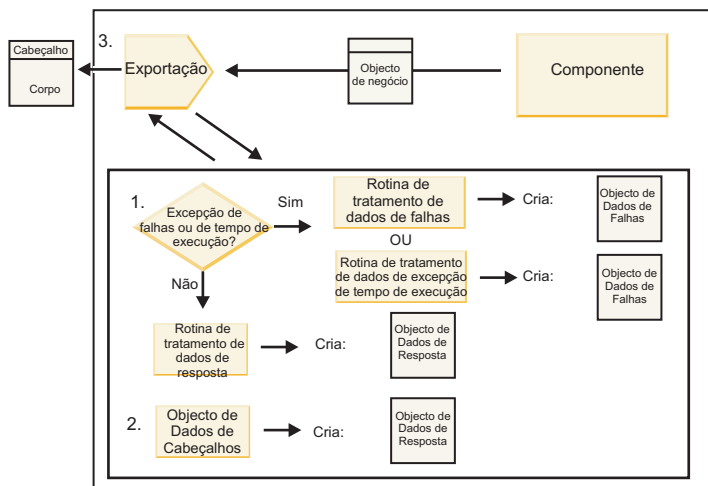 Cabeçalho
Corpo
3.
Exportação
Objecto
de negócio
Componente
1.
Excepção de
falhas ou de tempo de
execução?
Sim
Rotina de
tratamento de
dados de falhas
Cria:
Objecto de
Dados de
Falhas
OU
Rotina de tratamento
de dados de excepção
de tempo de execução
Cria:
Objecto de
Dados de
Falhas
Não
Rotina de
tratamento de
dados de
resposta
Cria:
Objecto de
Dados de
Resposta
2.
Objecto de
Dados de
Cabeçalhos
Cria:
Objecto de
Dados de
Resposta